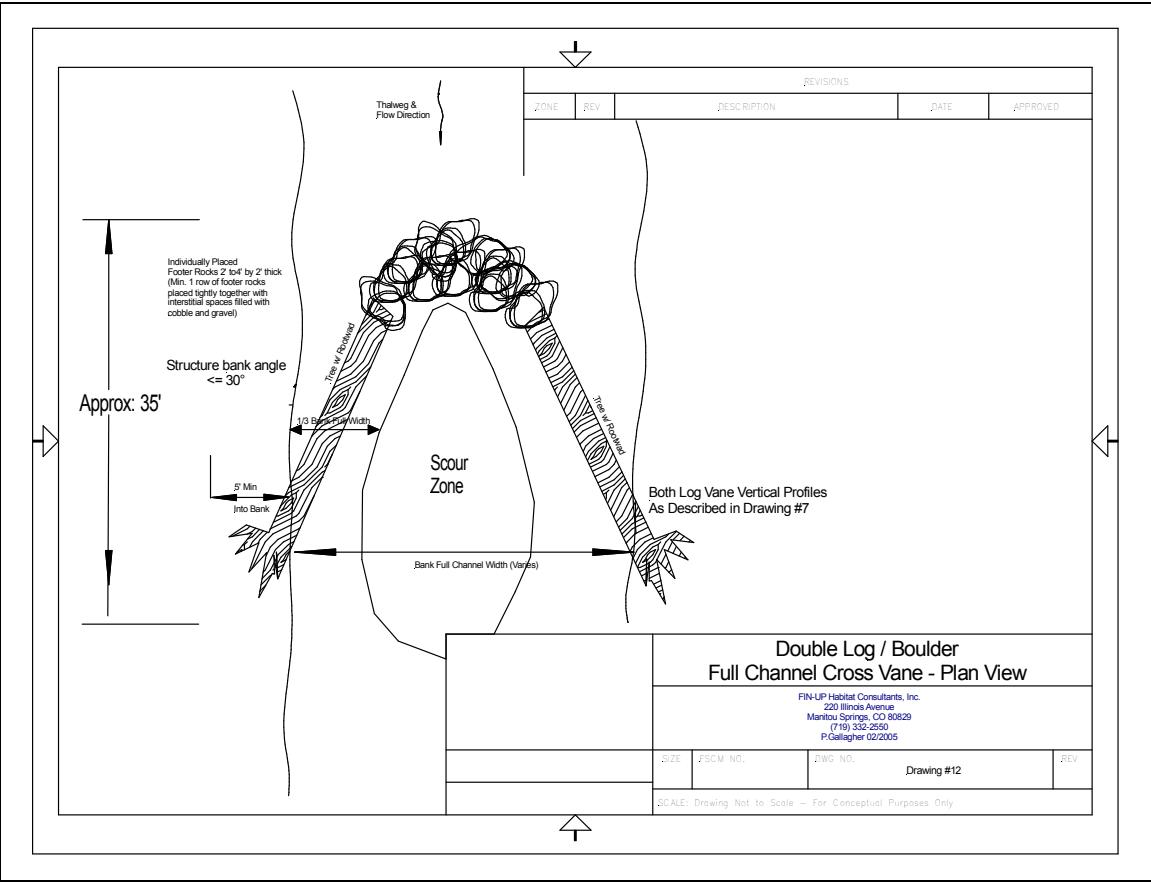 REVISIONS
ZONE REV DESCRIPTION DATE APPROVED
Thalweg &
Flow Direction
Individually Placed
Footer Rocks 2' to4' by 2' thick
(Min. 1 row of footer rocks
placed tightly together with
interstitial spaces filled with
cobble and gravel)
Structure bank angle
<= 30°
Approx: 35'
Tree w/ Rootwad
Tree w/ Rootwad
1/3 Bank Full Width
Scour
Zone
5' Min
Into Bank
Both Log Vane Vertical Profiles
As Described in Drawing #7
Bank Full Channel Width (Varies)
Double Log / Boulder
Full Channel Cross Vane - Plan View
FIN-UP Habitat Consultants, Inc.
220 Illinois Avenue
Manitou Springs, CO 80829
(719) 332-2550
P.Gallagher 02/2005
SIZE FSCM NO. DWG NO. REV
Drawing #12
SCALE: Drawing Not to Scale – For Conceptual Purposes Only